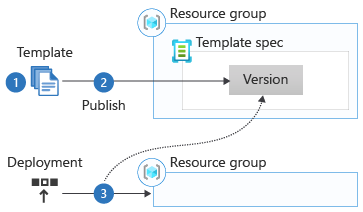 Resource group
Template
Template spec
1
2
Version
Publish
Deployment
Resource group
3